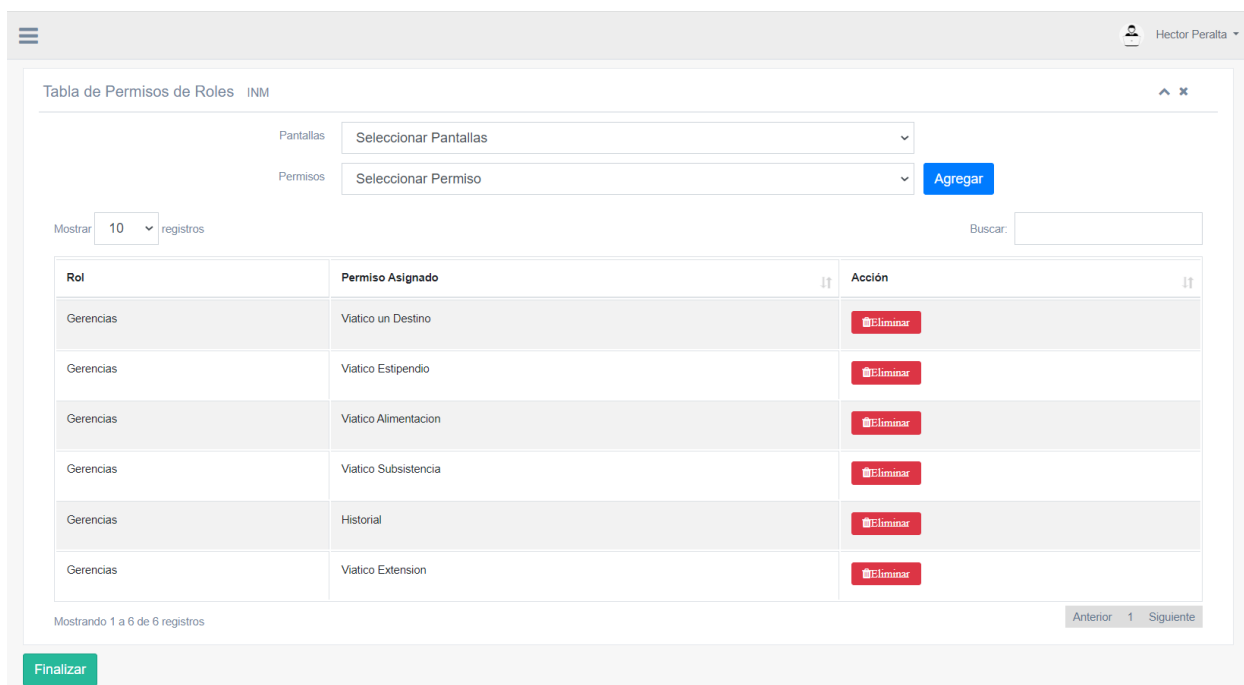 Hector Peralta
Tabla de Permisos de Roles INM
Pantallas Seleccionar Pantallas
Permisos Seleccionar Permiso Agregar
Mostrar 10 registros Buscar:
Rol Permiso Asignado Acción
Gerencias Viatico un Destino Eliminar
Gerencias Viatico Estipendio Eliminar
Gerencias Viatico Alimentacion Eliminar
Gerencias Viatico Subsistencia Eliminar
Gerencias Historial Eliminar
Gerencias Viatico Extension Eliminar
Mostrando 1 a 6 de 6 registros Anterior 1 Siguiente
Finalizar